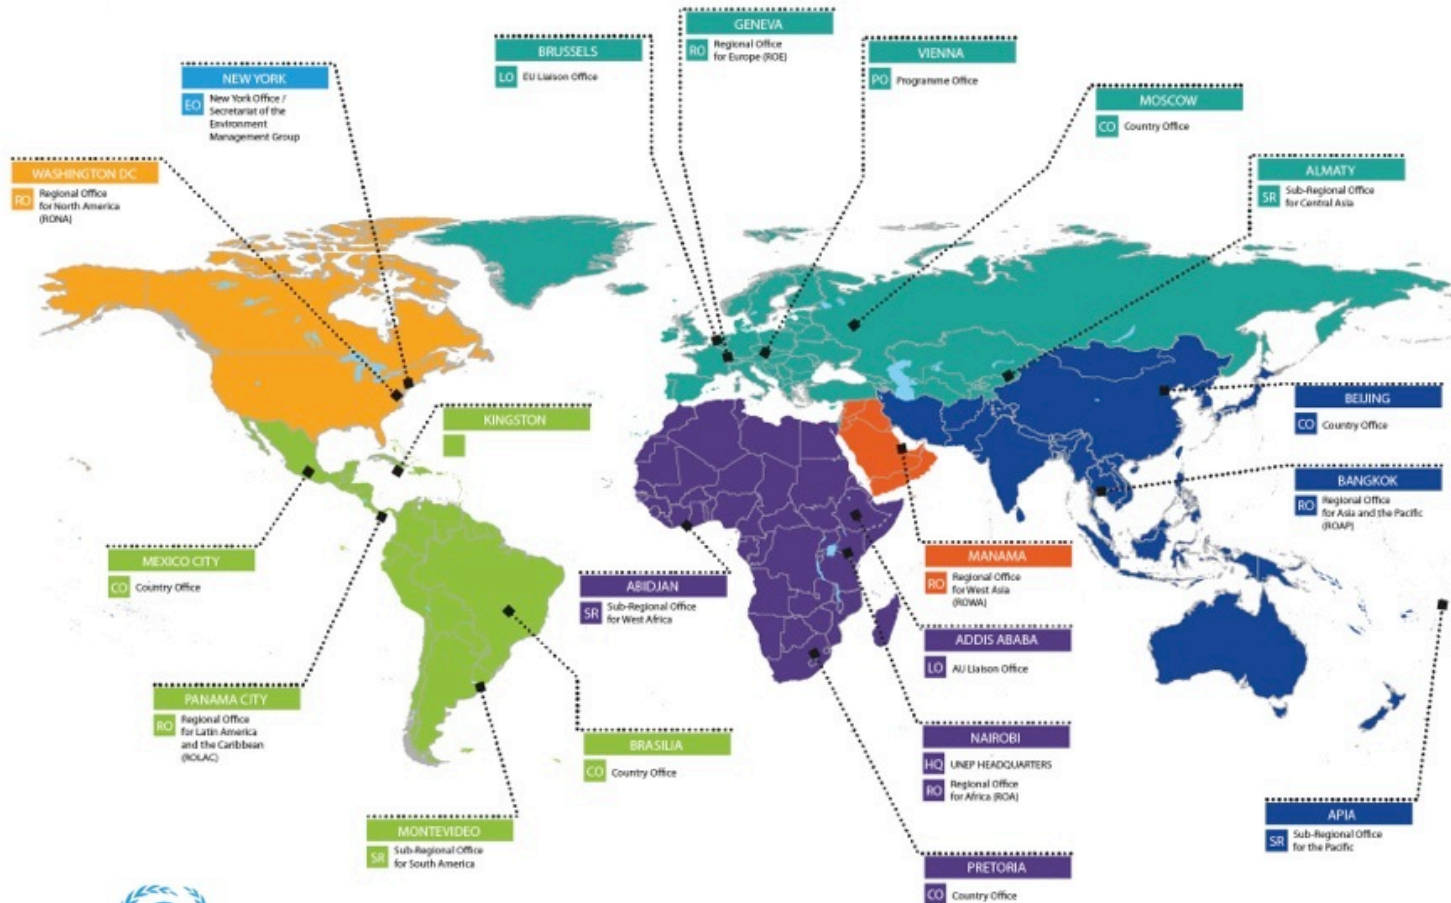 GENEVA
RO
Regional Office
for Europe (ROE)
BRUSSELS
LO
EU Liaison Office
VIENNA
PO
Programme Office
NEW YORK
EO
New York Office /
Secretariat of the
Environment
Management Group
MOSCOW
CO
Country Office
WASHINGTON DC
RO
Regional Office
for North America
(RONA)
ALMATY
SR
Sub-Regional Office
for Central Asia
KINGSTON
BEIJING
CO
Country Office
BANGKOK
RO
Regional Office
for Asia and the Pacific
(ROAP)
MEXICO CITY
CO
Country Office
MANAMA
RO
Regional Office
for West Asia
(ROWA)
ABIDJAN
SR
Sub-Regional Office
for West Africa
ADDIS ABABA
LO
AU Liaison Office
PANAMA CITY
RO
Regional Office
for Latin America
and the Caribbean
(ROLAC)
BRASILIA
CO
Country Office
NAIROBI
HQ
UNEP HEADQUARTERS
RO
Regional Office
for Africa (ROA)
MONTEVIDEO
SR
Sub-Regional Office
for South America
APIA
SR
Sub-Regional Office
for the Pacific
PRETORIA
CO
Country Office